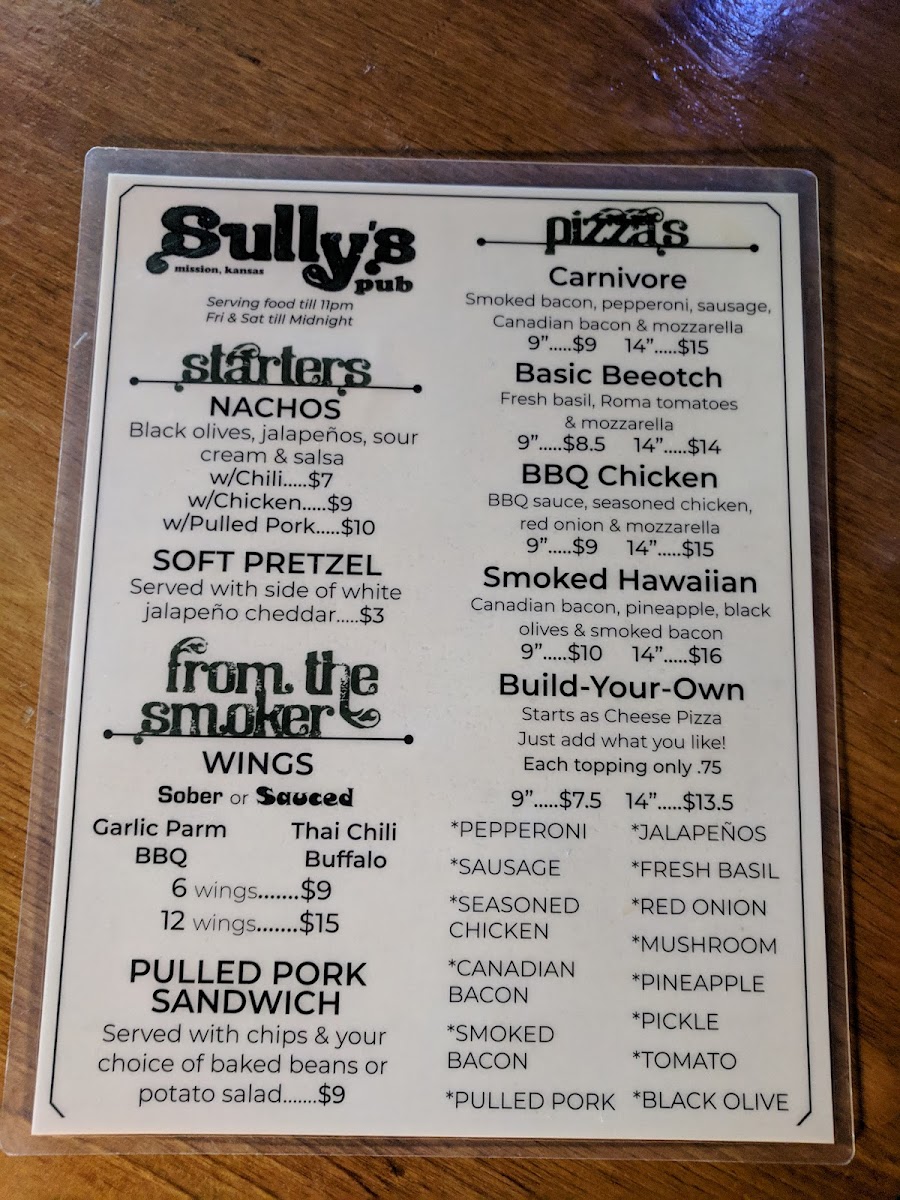 Sully's
mission, kansas
pub
Serving food till 11pm
Fri & Sat till Midnight
starters
NACHOS
Black olives, jalapeños, sour
cream & salsa
w/Chili.....$7
w/Chicken.....$9
w/Pulled Pork.....$10
SOFT PRETZEL
Served with side of white
jalapeño cheddar.....$3
from the
smoker
WINGS
Sober or Sauced
Garlic Parm Thai Chili
BBQ Buffalo
6 wings.......$9
12 wings.......$15
PULLED PORK
SANDWICH
Served with chips & your
choice of baked beans or
potato salad.......$9
pizzas
Carnivore
Smoked bacon, pepperoni, sausage,
Canadian bacon & mozzarella
9”.....$9 14”.....$15
Basic Beeotch
Fresh basil, Roma tomatoes
& mozzarella
9”.....$8.5 14”.....$14
BBQ Chicken
BBQ sauce, seasoned chicken,
red onion & mozzarella
9”.....$9 14”.....$15
Smoked Hawaiian
Canadian bacon, pineapple, black
olives & smoked bacon
9”.....$10 14”.....$16
Build-Your-Own
Starts as Cheese Pizza
Just add what you like!
Each topping only .75
9”.....$7.5 14”.....$13.5
*PEPPERONI
*SAUSAGE
*SEASONED
CHICKEN
*CANADIAN
BACON
*SMOKED
BACON
*PULLED PORK
*JALAPEÑOS
*FRESH BASIL
*RED ONION
*MUSHROOM
*PINEAPPLE
*PICKLE
*TOMATO
*BLACK OLIVE